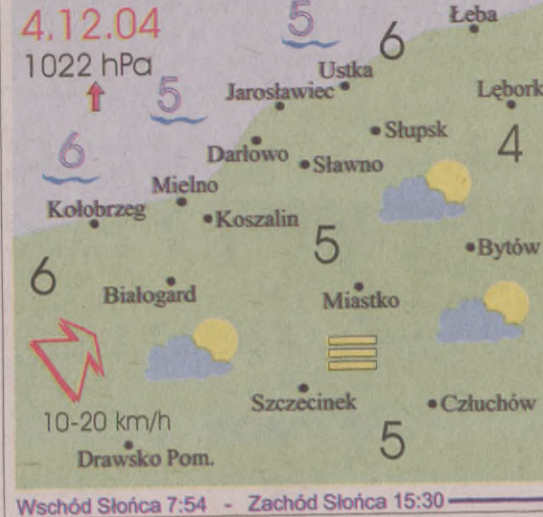 4.12.04
5
Łeba
6
1022 hPa
Ustka
5
Jarosławiec
Lębork
Słupsk
4
6
Darłowo
Sławno
Mielno
Kołobrzeg
Koszalin
5
Bytów
6
Białogard
Miastko
Szczecinek
Człuchów
10-20 km/h
5
Drawsko Pom.
Wschód Słońca 7:54 - Zachód Słońca 15:30